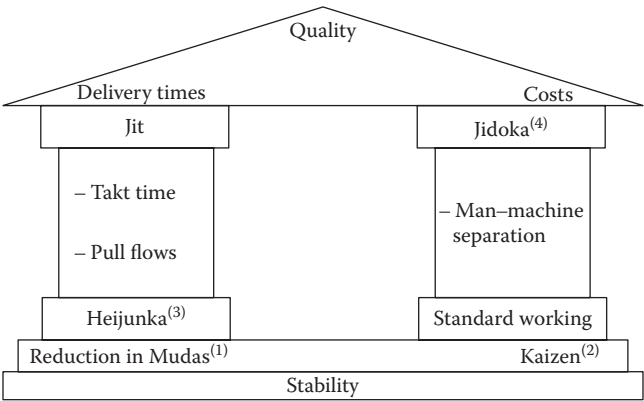 Quality
Delivery times Costs
Jit Jidoka(4)
– Takt time
– Man–machine
separation
– Pull flows
Heijunka(3) Standard working
Reduction in Mudas(1) Kaizen(2)
Stability